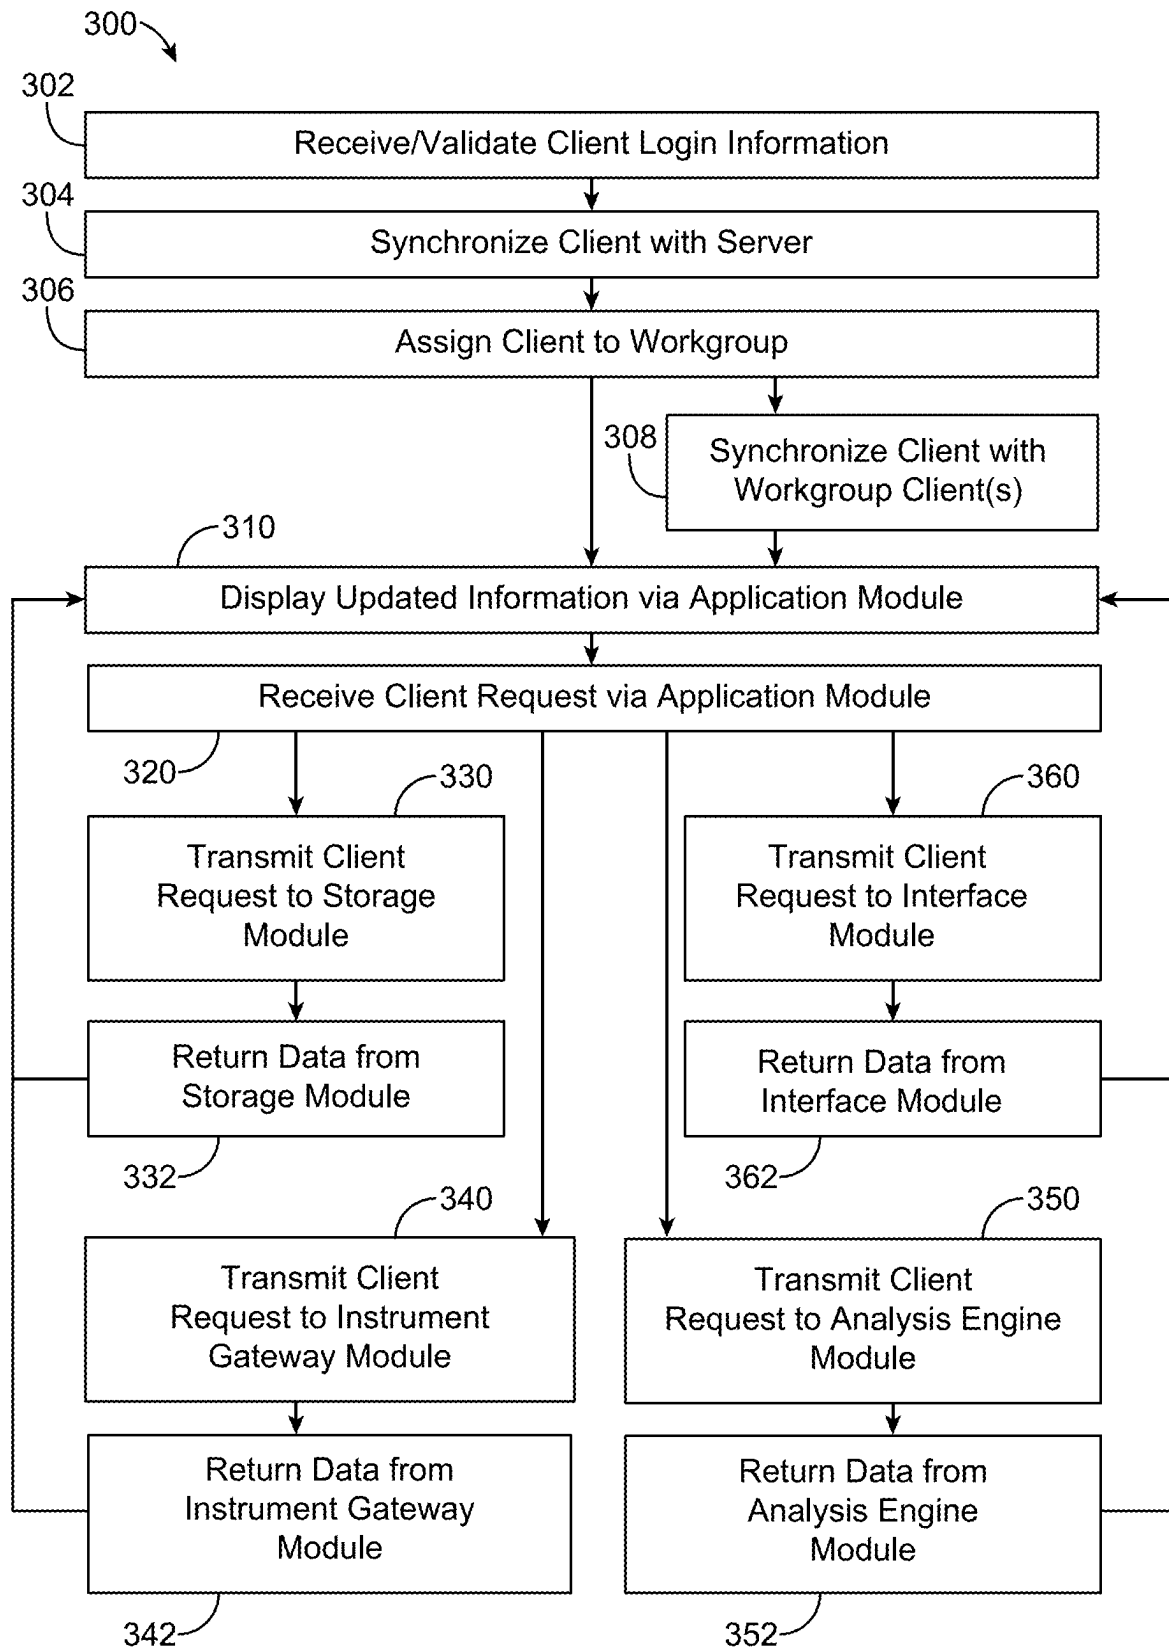 300
302
Receive/Validate Client Login Information
304
Synchronize Client with Server
306
Assign Client to Workgroup
308
Synchronize Client with
Workgroup Client(s)
310
Display Updated Information via Application Module
Receive Client Request via Application Module
320
330
360
Transmit Client
Request to Storage
Module
Transmit Client
Request to Interface
Module
Return Data from
Storage Module
Return Data from
Interface Module
332
362
340
350
Transmit Client
Request to Instrument
Gateway Module
Transmit Client
Request to Analysis Engine
Module
Return Data from
Instrument Gateway
Module
Return Data from
Analysis Engine
Module
342
352